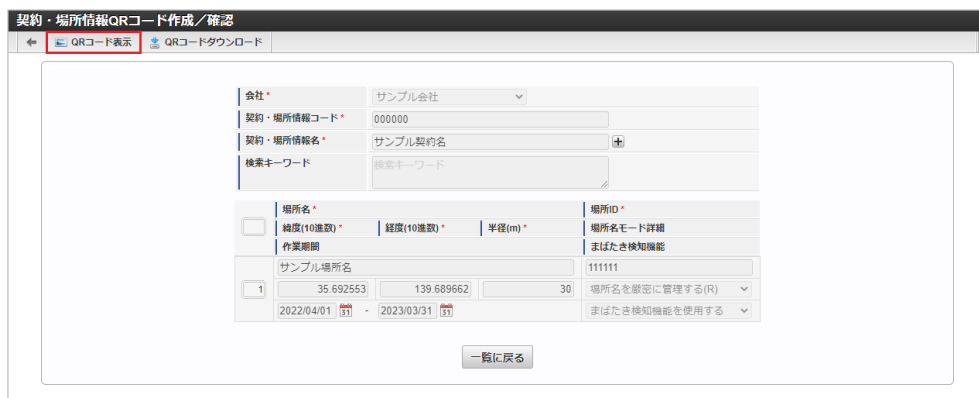 契約・場所情報QRコード作成／確認
QRコード表示 QRコードダウンロード
会社* サンプル会社
契約・場所情報コード* 000000
契約・場所情報名* サンプル契約名
検索キーワード 検索キーワード
場所名* 場所ID*
緯度(10進数)* 経度(10進数)* 半径(m)* 場所名モード詳細
作業期間 まばたき検知機能
サンプル場所名 111111
1 35.692553 139.689662 30 場所名を厳密に管理する(R)
2022/04/01 31 - 2023/03/31 31 まばたき検知機能を使用する
一覧に戻る